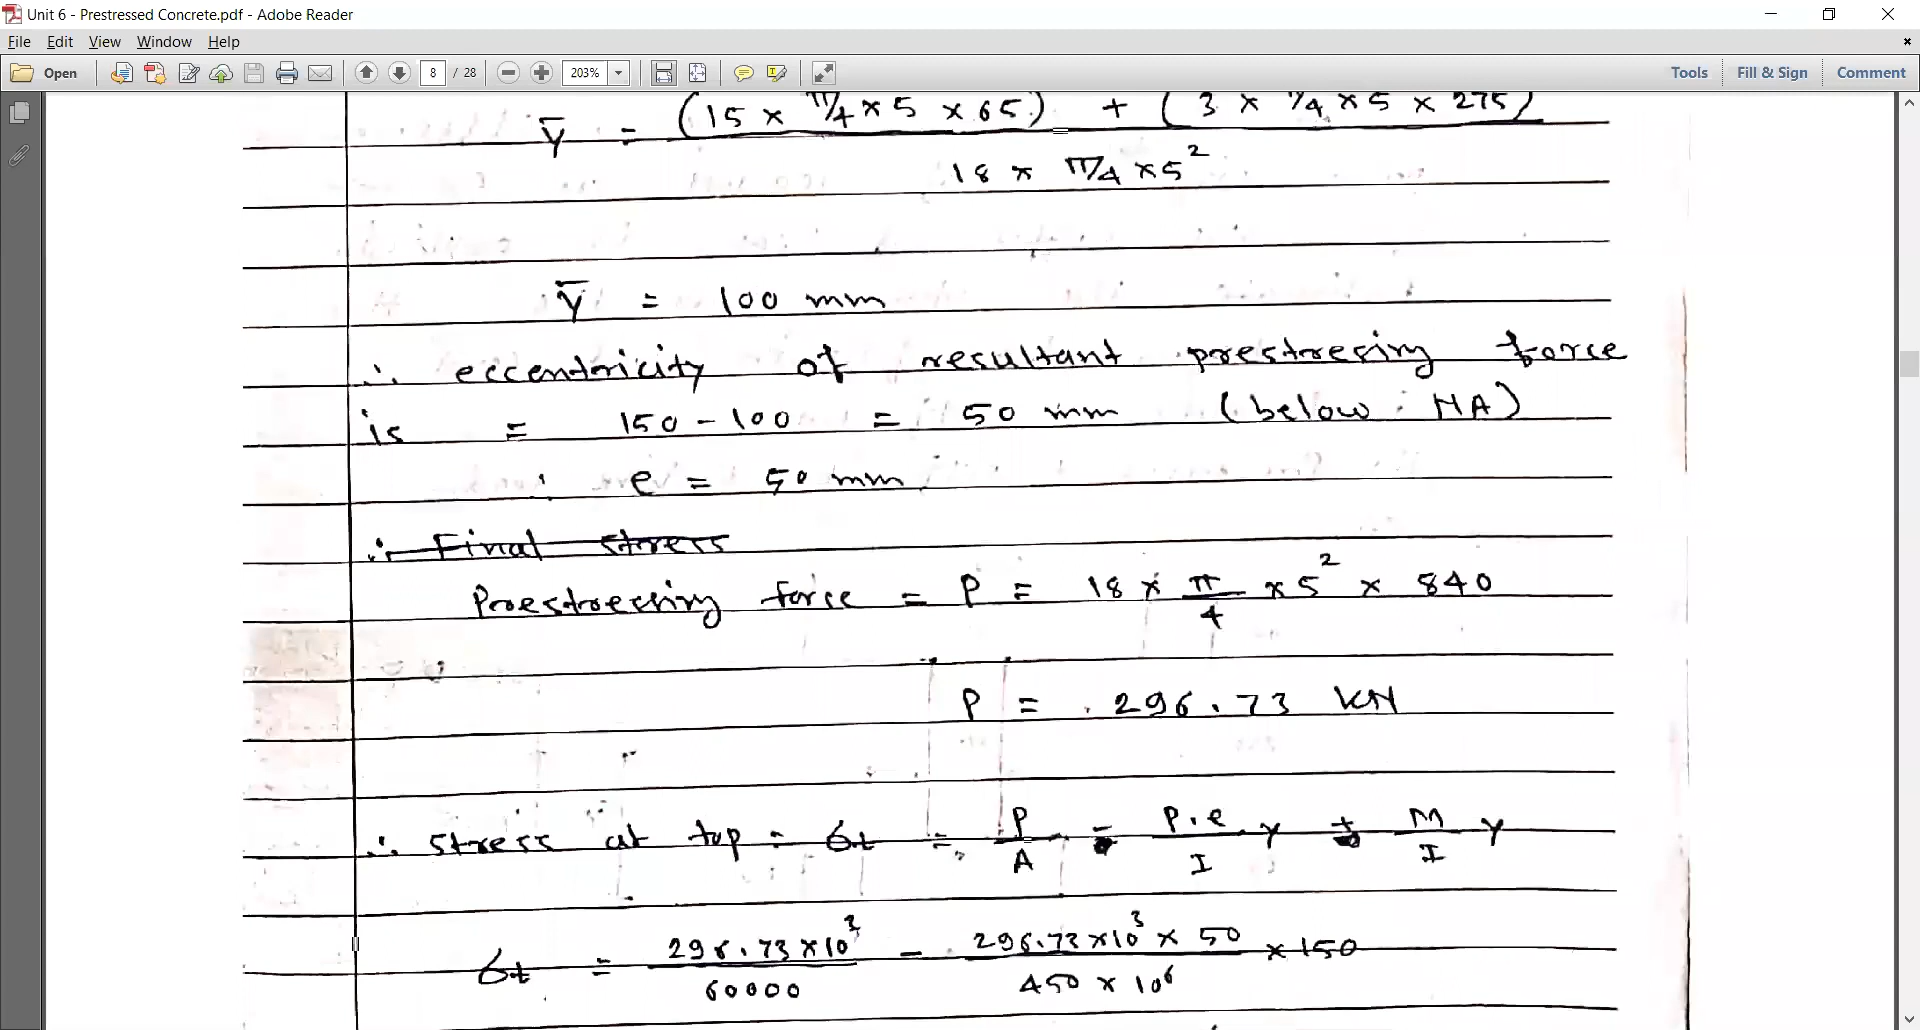 Unit 6 - Prestressed Concrete.pdf - Adobe Reader
File Edit View Window Help
Open 8 / 28 203% Tools Fill & Sign Comment
ȳ = (15 × π/4 × 5 × 65) + (3 × π/4 × 5 × 275)
18 × π/4 × 5²
ȳ = 100 mm
∴ eccentricity of resultant prestressing force
is = 150 - 100 = 50 mm (below NA)
∴ e = 50 mm
∴ Final stress
Prestressing force = P = 18 × π/4 × 5² × 840
P = 296.73 kN
∴ stress at top = σt = P/A - P.e/I y + M/I y
σt = 296.73 × 10³/60000 - 296.73 × 10³ × 50/450 × 10⁶ × 150